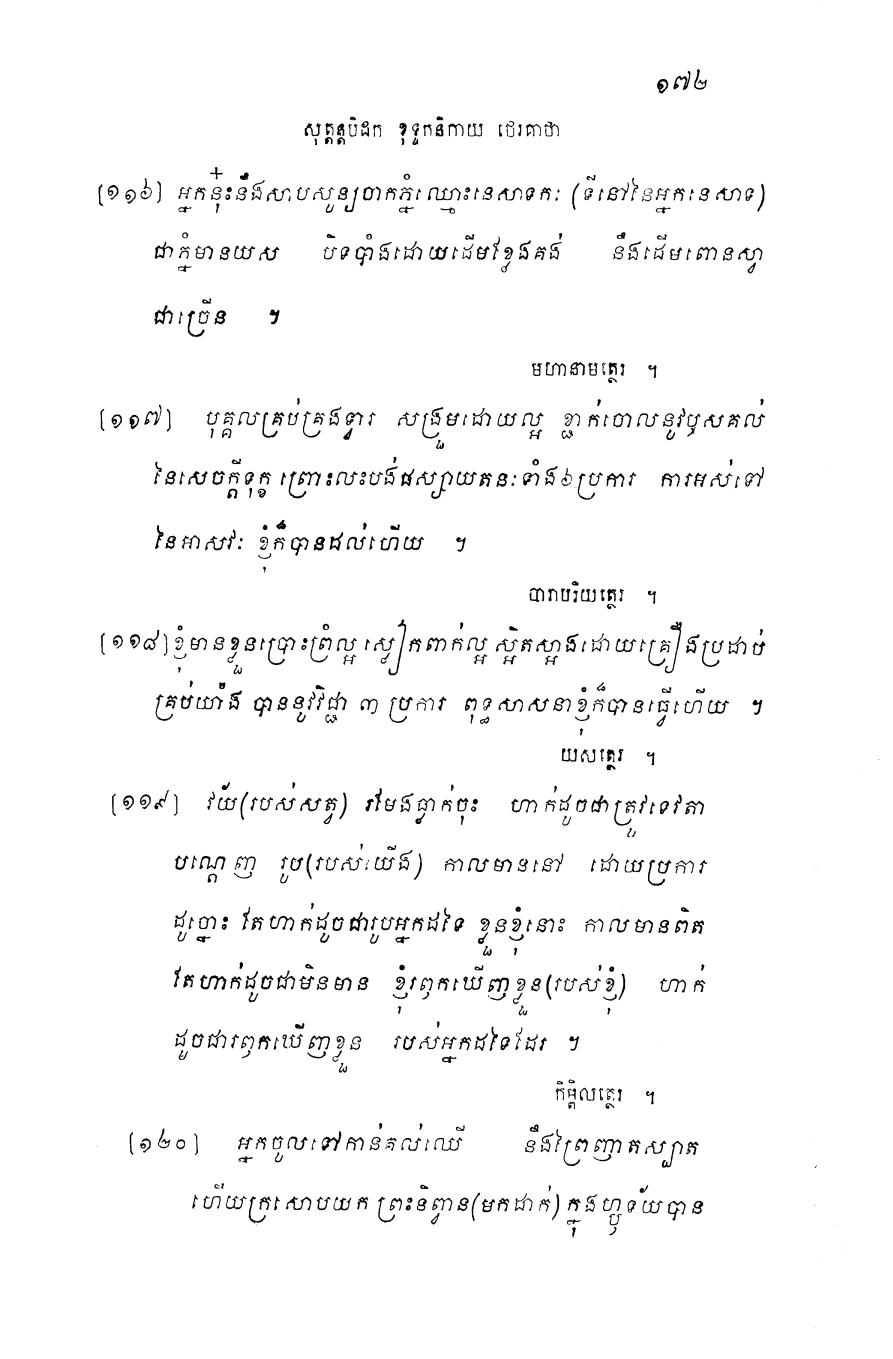 ១៧២
សុត្តន្តបិដក ខុទ្ទកនិកាយ ថេរគាថា
[១១៦] អ្នកនុ៎ះនឹងសាបសូន្យចាកភ្នំឈ្មោះនេសាទកៈ (ទីនៅនៃអ្នកនេសាទ)
ជាភ្នំមានយស បិទបាំងដោយដើមខ្វៃងគង់ នឹងដើមពោនស្វា
ជាច្រើន ។
មហានាមត្ថេរ ។
[១១៧] បុគ្គលគ្រប់គ្រងទ្វារ សង្រួមដោយល្អ ខ្ជាក់ចោលនូវឫសគល់
នៃសេចក្តីទុក្ខ ព្រោះលះបង់ផស្សាយតនៈទាំង៦ប្រការ ការអស់ទៅ
នៃអាសវៈ ខ្ញុំក៏បានដល់ហើយ ។
បារាបរិយត្ថេរ ។
[១១៨] ខ្ញុំមានខ្លួនប្រោះព្រំល្អ ស្លៀកពាក់ល្អ ស្អិតស្អាងដោយគ្រឿងប្រដាប់
គ្រប់យ៉ាង បាននូវវិជ្ជា ៣ ប្រការ ពុទ្ធសាសនាខ្ញុំក៏បានធ្វើហើយ ។
យសត្ថេរ ។
[១១៩] វ័យ(របស់សត្វ) រមែងធ្លាក់ចុះ ហាក់ដូចជាត្រូវទេវតា
បណ្តេញ រូប(របស់យើង) កាលមាននៅ ដោយប្រការ
ដូច្នោះ តែហាក់ដូចជារូបអ្នកដទៃ ខ្លួនខ្ញុំនោះ កាលមានពិត
តែហាក់ដូចជាមិនមាន ខ្ញុំរឭកឃើញខ្លួន(របស់ខ្ញុំ) ហាក់
ដូចជារឭកឃើញខ្លួន របស់អ្នកដទៃដែរ ។
កិម្ពិលត្ថេរ ។
[១២០] អ្នកចូលទៅកាន់គល់ឈើ នឹងព្រៃញាតស្បាត
ហើយក្រសោបយក ព្រះនិព្វាន(មកដាក់) ក្នុងហ្ឫទ័យបាន